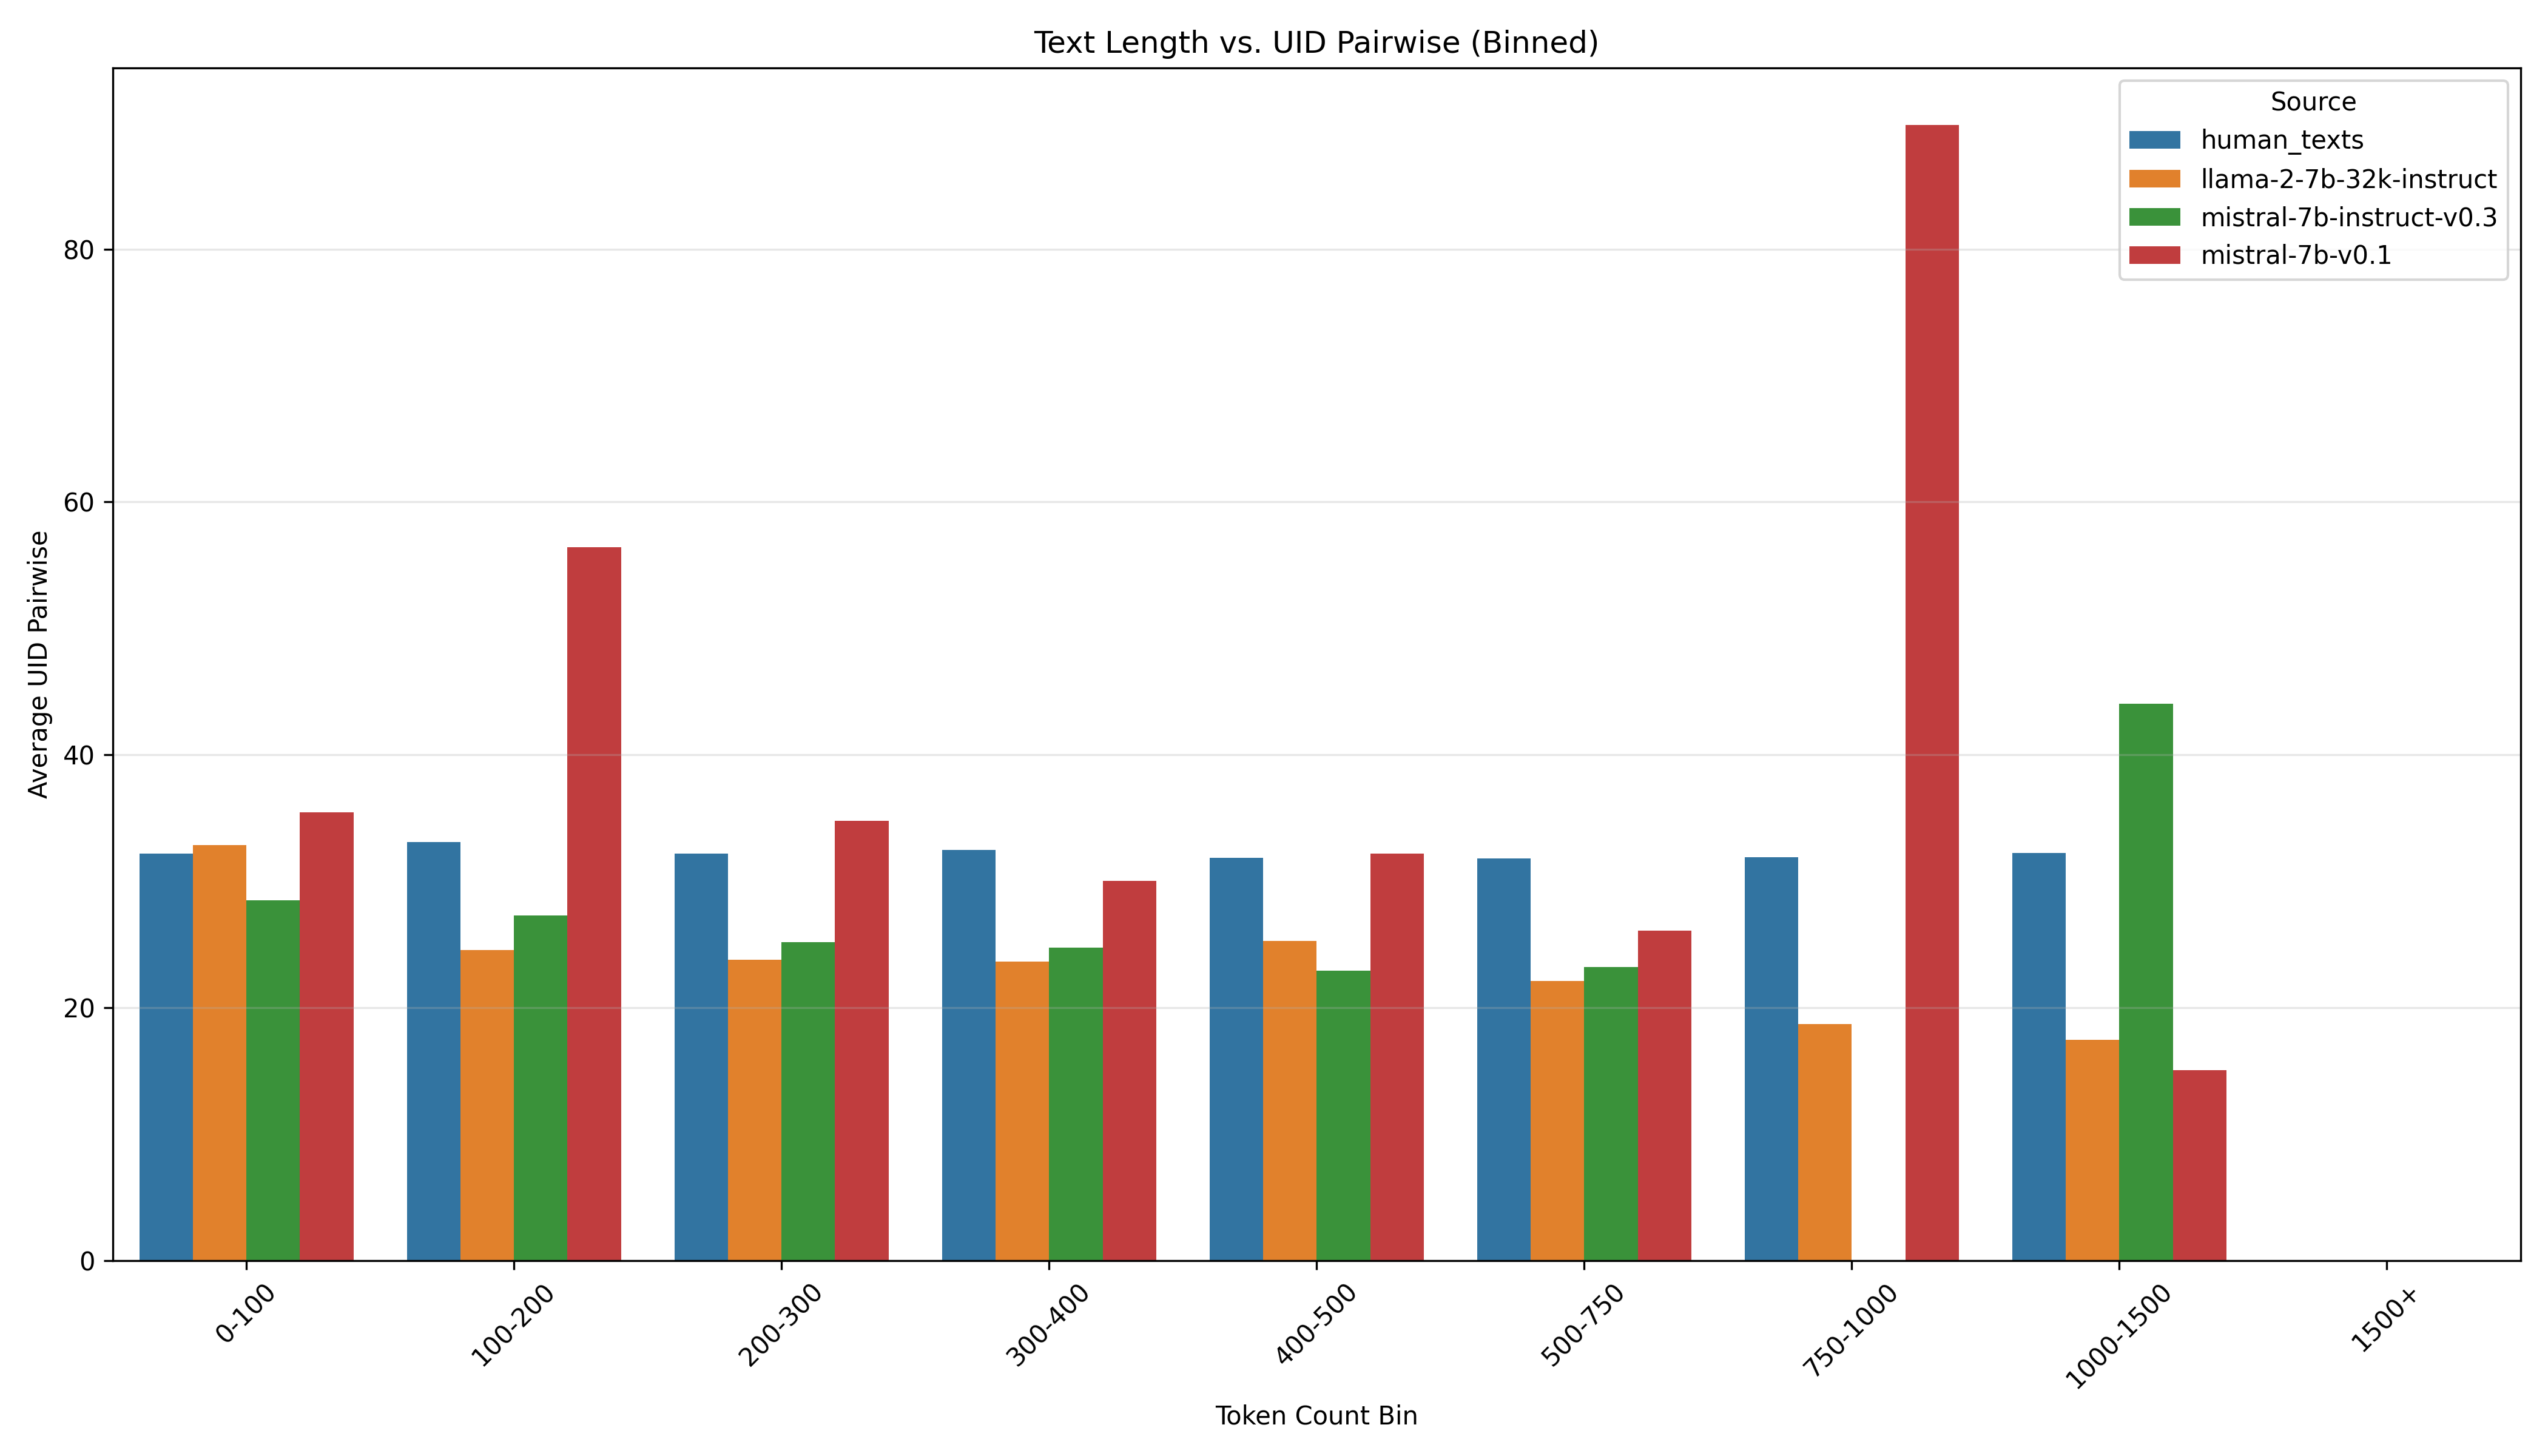 Text Length vs. UID Pairwise (Binned)
Source
human_texts
llama-2-7b-32k-instruct
mistral-7b-instruct-v0.3
mistral-7b-v0.1
Average UID Pairwise
80
60
40
20
0
0-100
100-200
200-300
300-400
400-500
500-750
750-1000
1000-1500
1500+
Token Count Bin